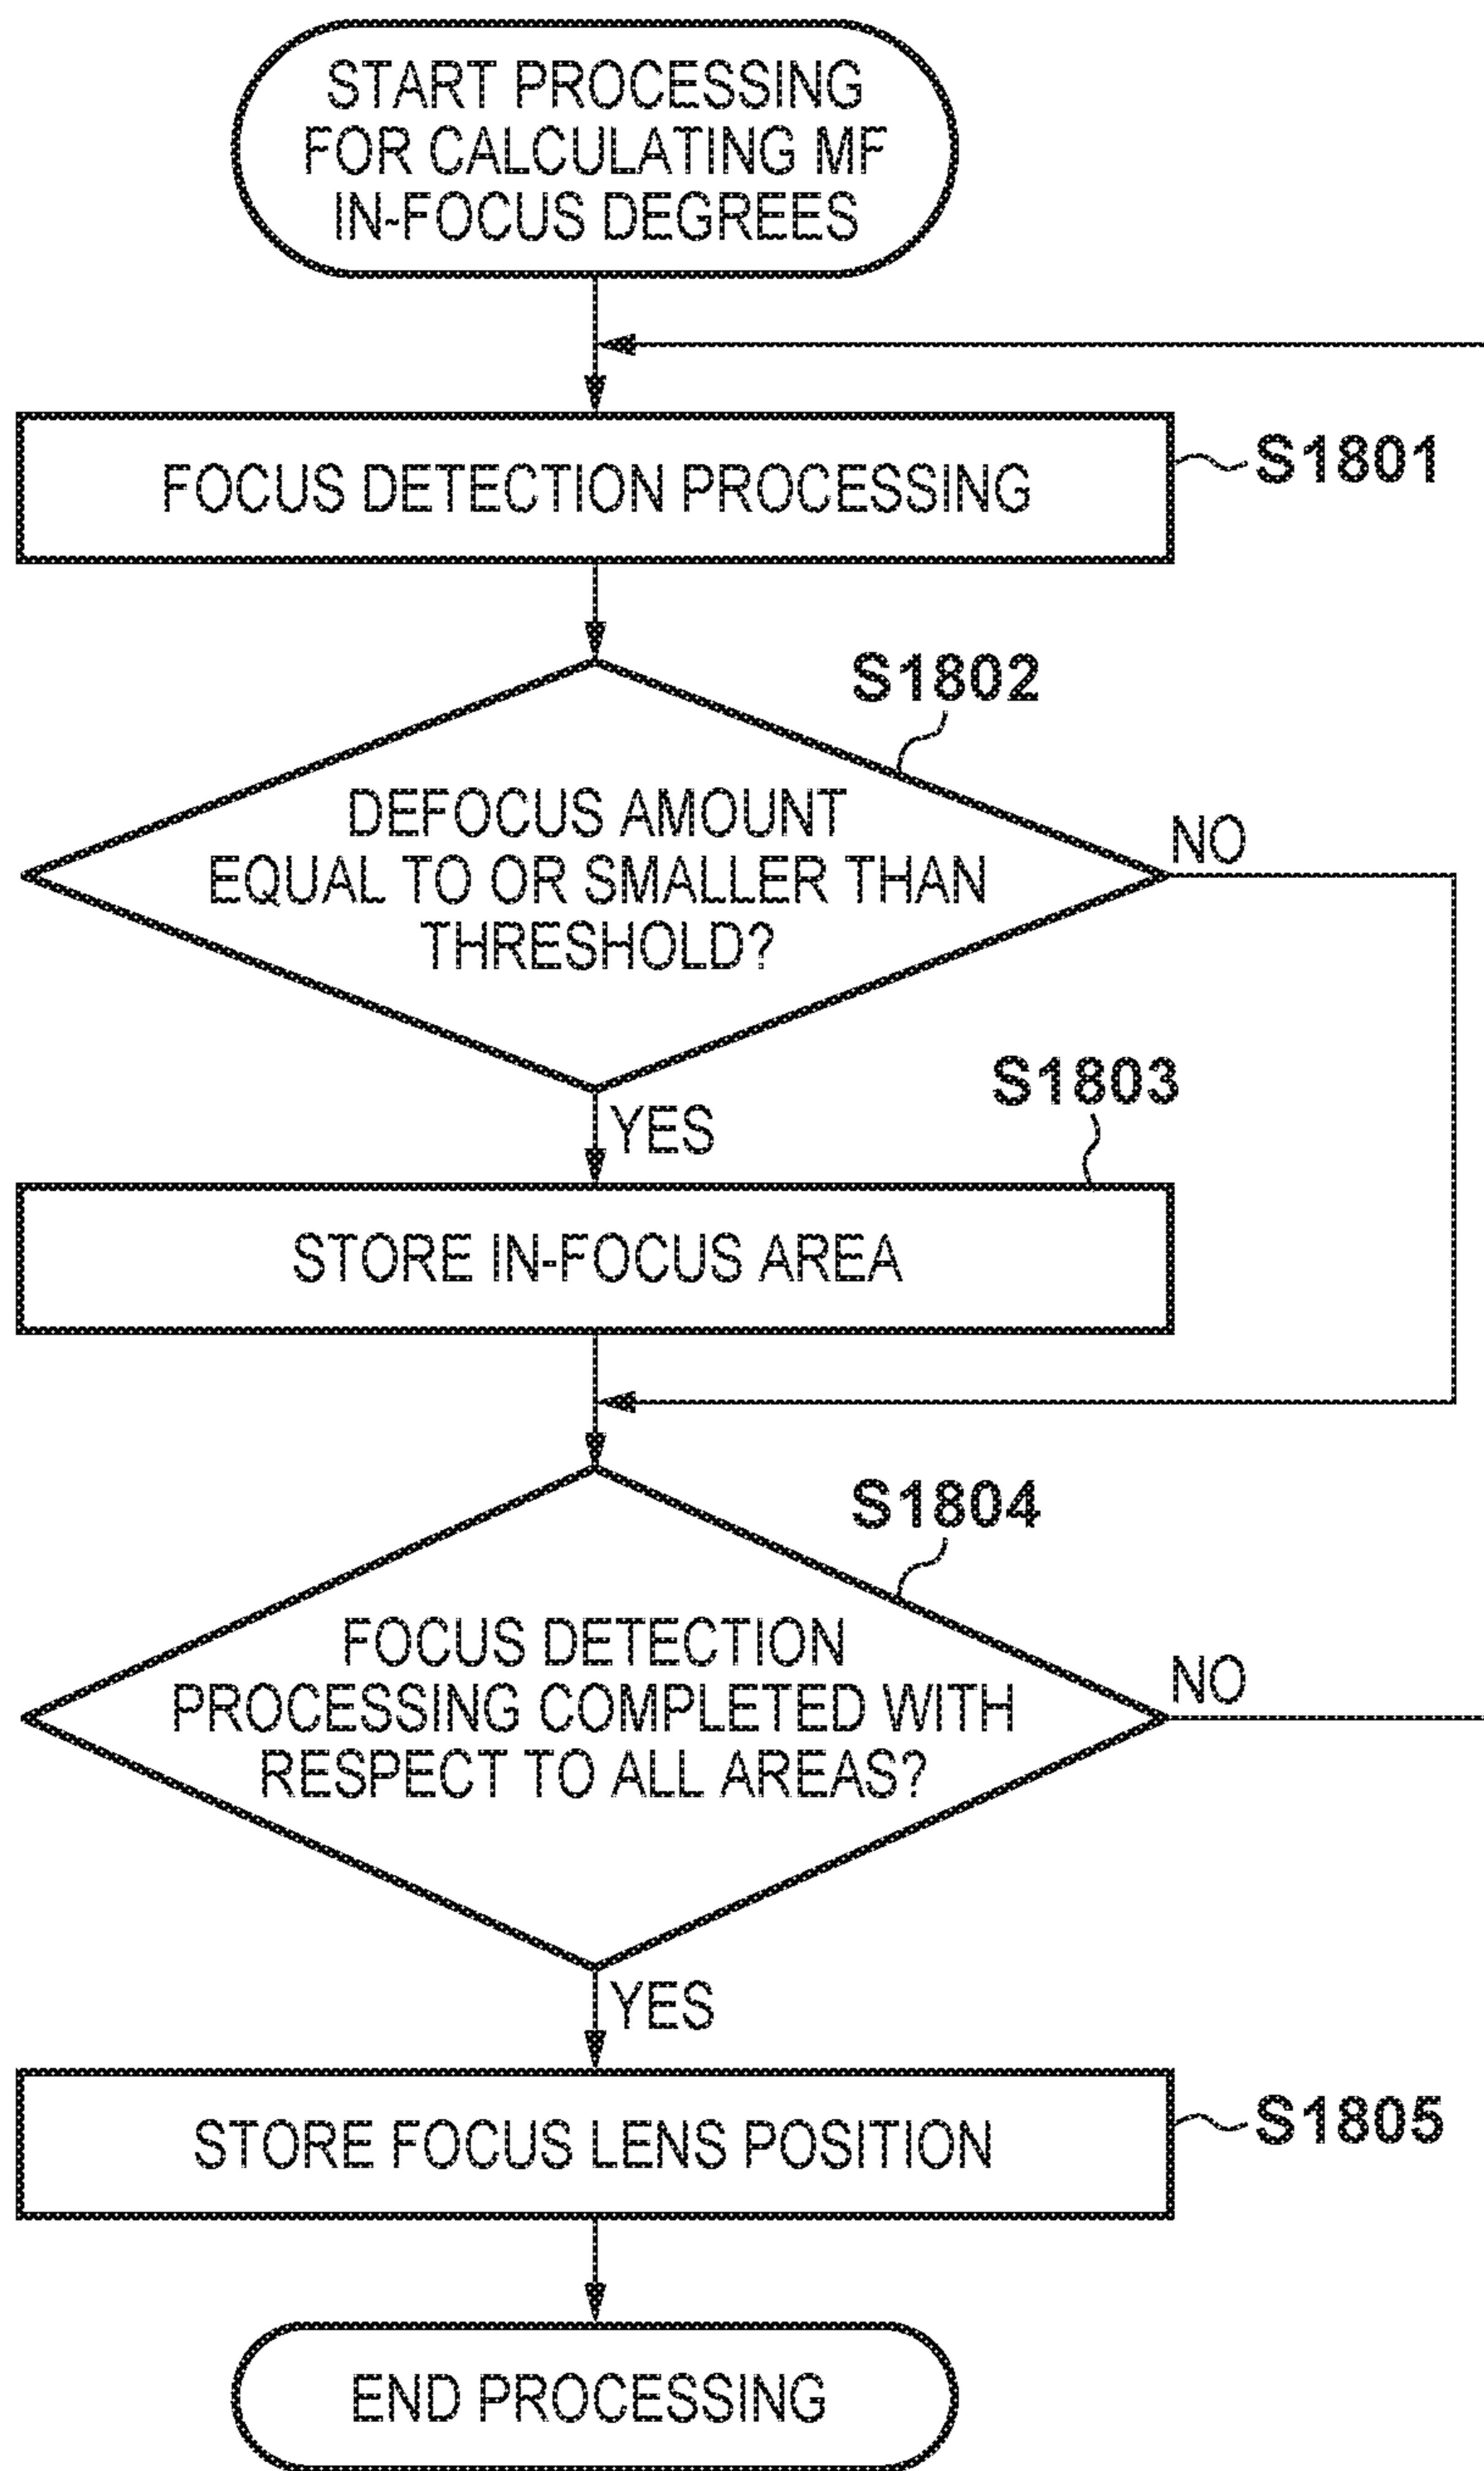 START PROCESSING
FOR CALCULATING MF
IN-FOCUS DEGREES
FOCUS DETECTION PROCESSING
S1801
S1802
DEFOCUS AMOUNT
EQUAL TO OR SMALLER THAN
THRESHOLD?
NO
YES
S1803
STORE IN-FOCUS AREA
S1804
FOCUS DETECTION
PROCESSING COMPLETED WITH
RESPECT TO ALL AREAS?
NO
YES
STORE FOCUS LENS POSITION
S1805
END PROCESSING